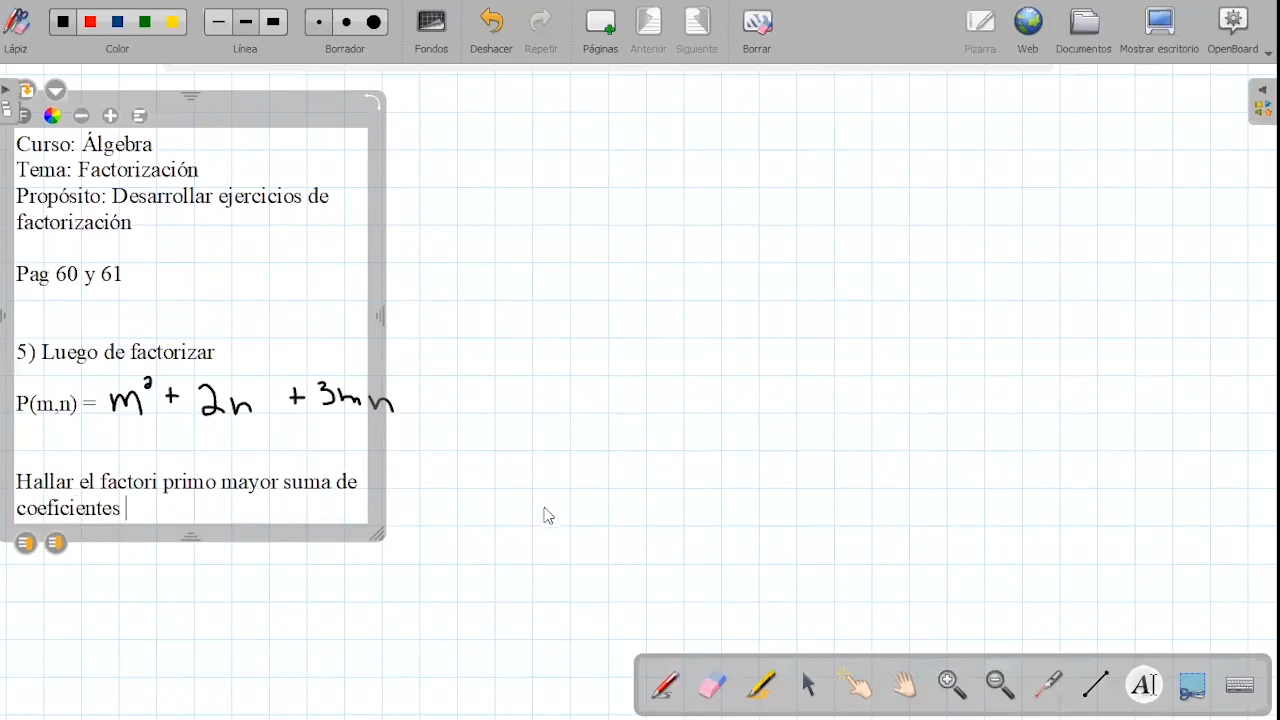 Lápiz
Color
Línea
Borrador
Fondos
Deshacer
Repetir
Páginas
Anterior
Siguiente
Borrar
Pizarra
Web
Documentos
Mostrar escritorio
OpenBoard
Curso: Álgebra
Tema: Factorización
Propósito: Desarrollar ejercicios de
factorización
Pag 60 y 61
5) Luego de factorizar
P(m,n) = m² + 2n + 3mn
Hallar el factori primo mayor suma de
coeficientes